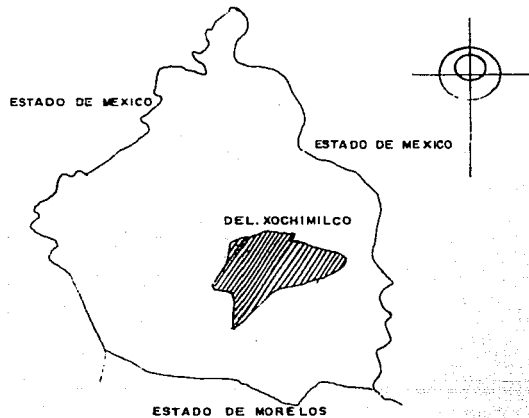 ESTADO DE MEXICO
ESTADO DE MEXICO
DEL. XOCHIMILCO
ESTADO DE MORELOS